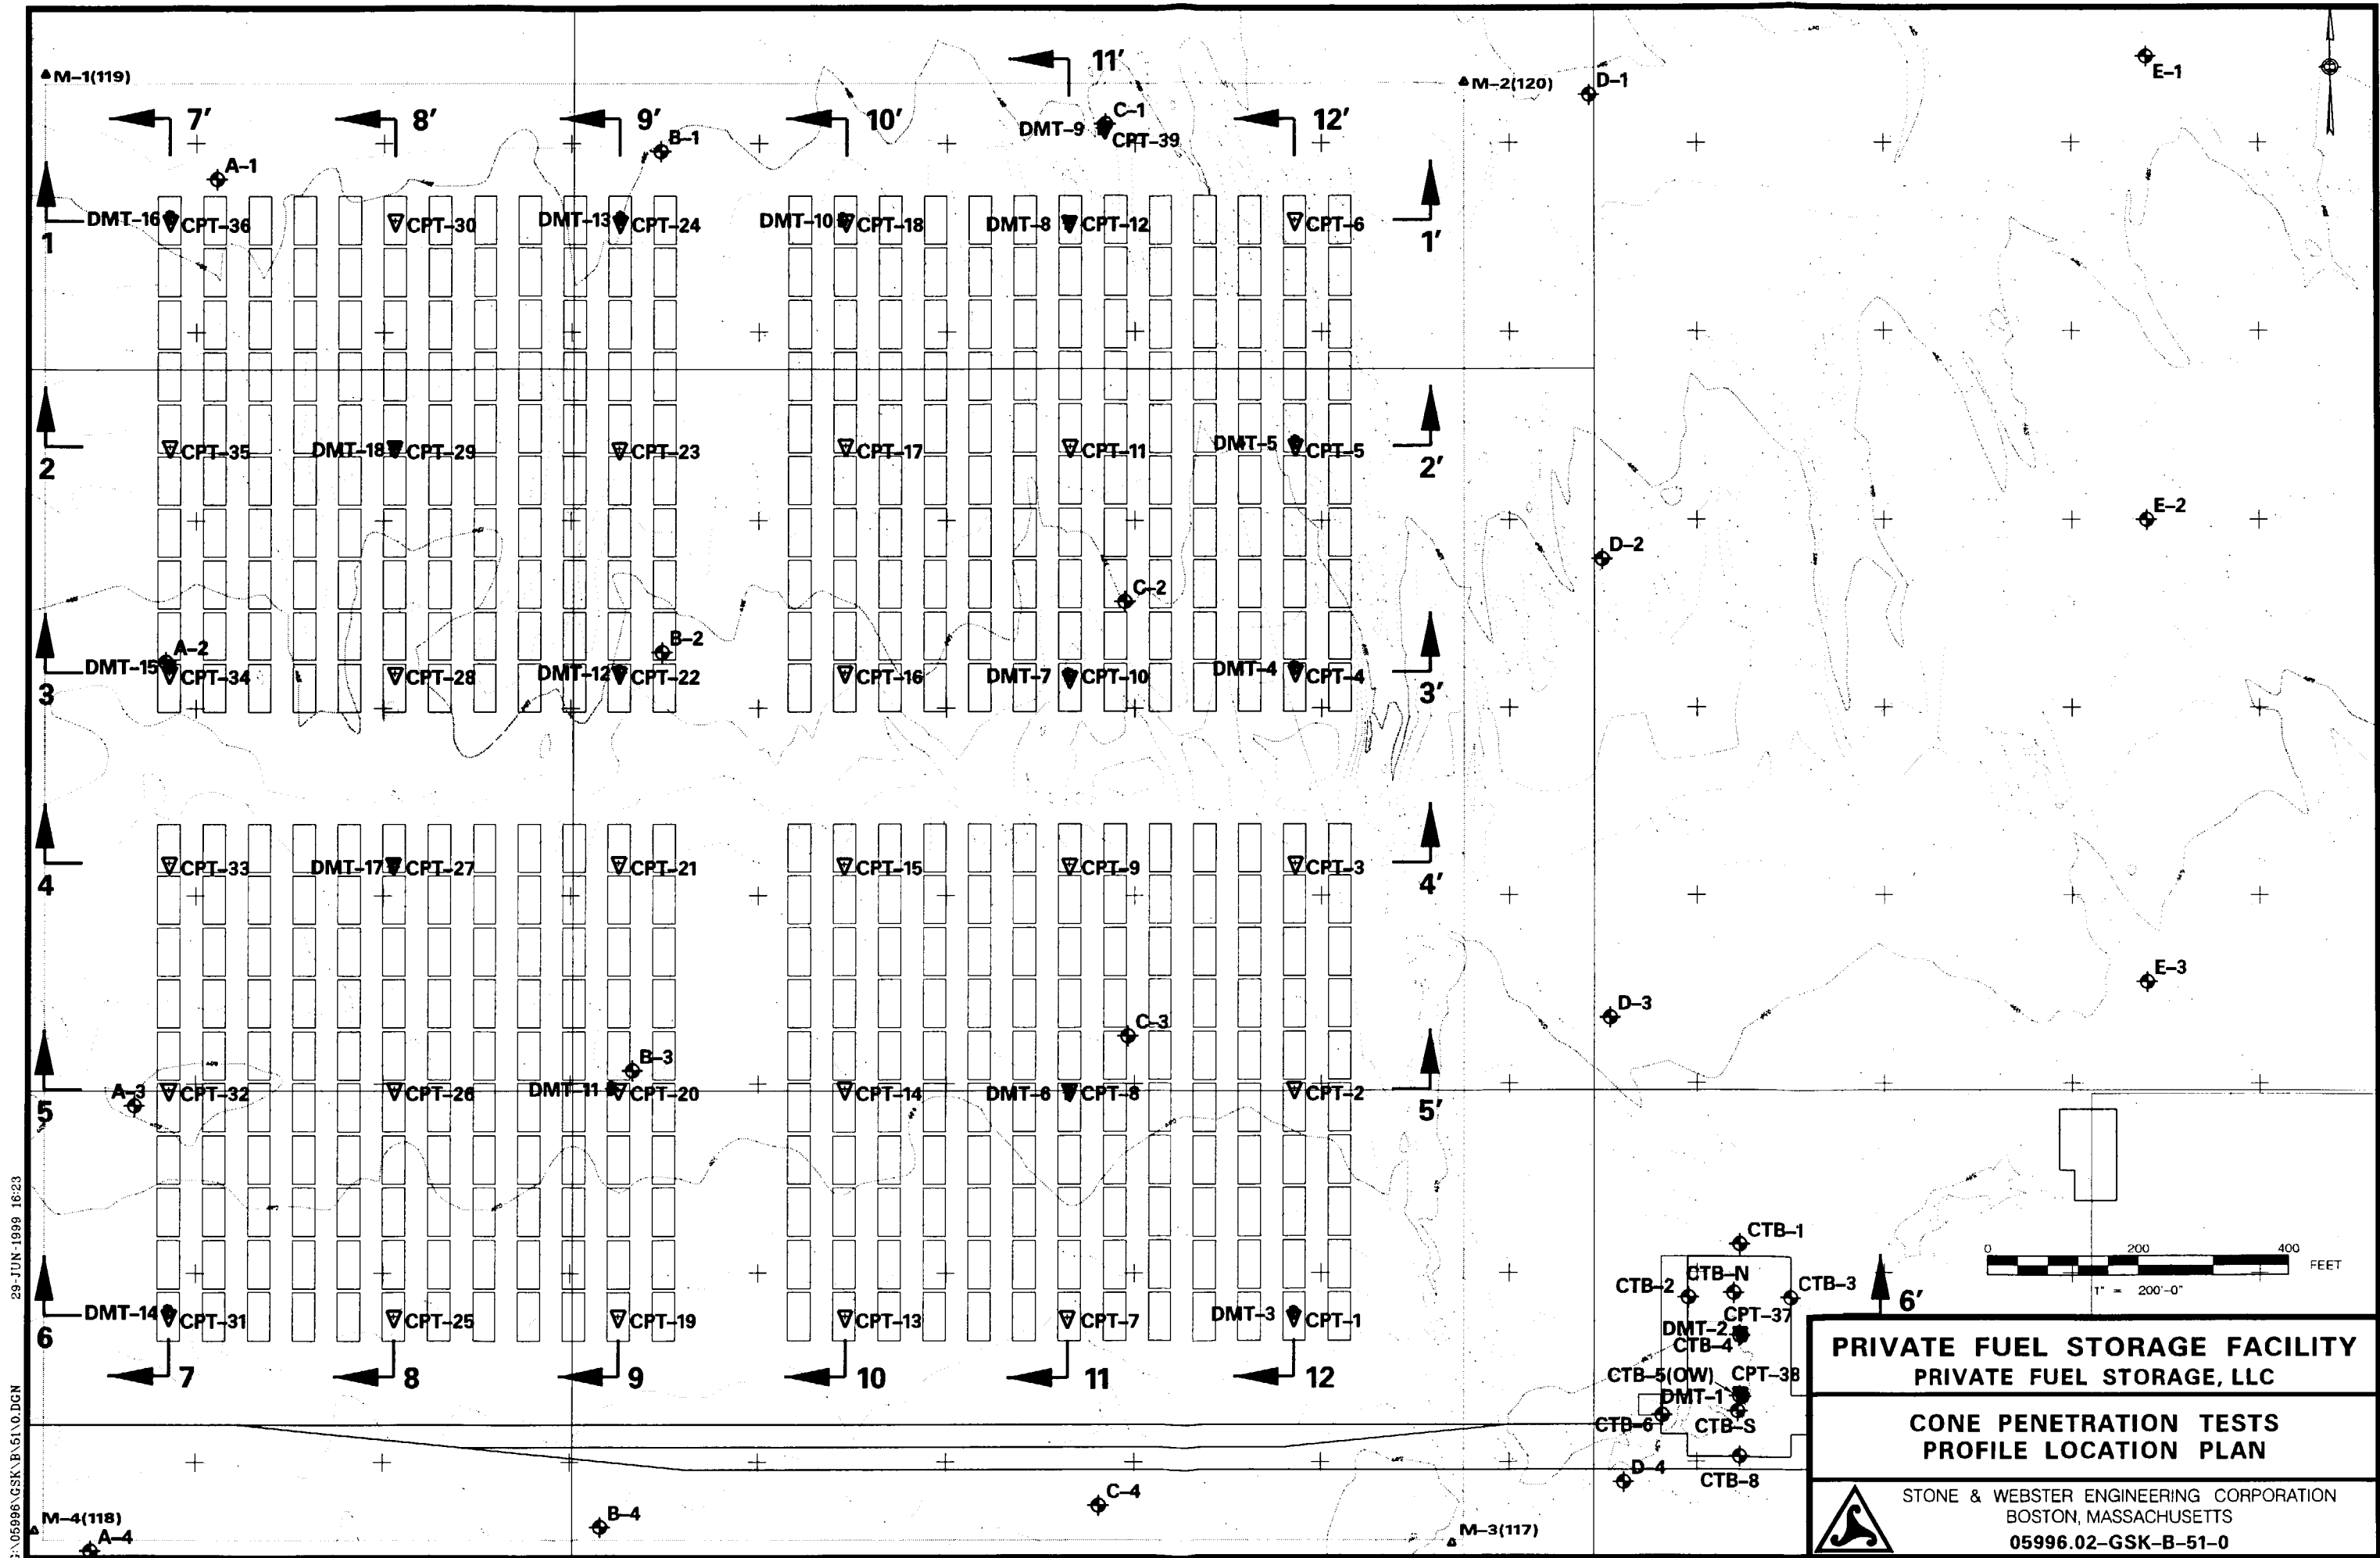 11'
M-1(119)
M-2(120)
D-1
E-1
7'
8'
9'
10'
C-1
12'
DMT-9
CPT-39
B-1
A-1
DMT-16
CPT-36
CPT-30
DMT-13
CPT-24
DMT-10
CPT-18
DMT-8
CPT-12
CPT-6
1
1'
CPT-35
DMT-18
CPT-29
CPT-23
CPT-17
CPT-11
DMT-5
CPT-5
2
2'
E-2
D-2
C-2
A-2
B-2
DMT-15
CPT-34
CPT-28
DMT-12
CPT-22
CPT-16
DMT-7
CPT-10
DMT-4
CPT-4
3
3'
CPT-33
DMT-17
CPT-27
CPT-21
CPT-15
CPT-9
CPT-3
4
4'
E-3
D-3
C-3
B-3
A-3
CPT-32
CPT-26
DMT-11
CPT-20
CPT-14
DMT-6
CPT-8
CPT-2
5
5'
CTB-1
0 200 400
FEET
1" = 200'-0"
CTB-2
CTB-N
CTB-3
6'
DMT-14
CPT-31
CPT-25
CPT-19
CPT-13
CPT-7
DMT-3
CPT-1
6
CPT-37
DMT-2
CTB-4
7
8
9
10
11
12
CTB-5(OW)
CPT-38
DMT-1
CTB-6
CTB-S
D-4
CTB-8
C-4
B-4
M-4(118)
A-4
M-3(117)
PRIVATE FUEL STORAGE FACILITY
PRIVATE FUEL STORAGE, LLC
CONE PENETRATION TESTS
PROFILE LOCATION PLAN
STONE & WEBSTER ENGINEERING CORPORATION
BOSTON, MASSACHUSETTS
05996.02-GSK-B-51-0
29-JUN-1999 16:23
G:\05996\GSK\B\51\0.DGN